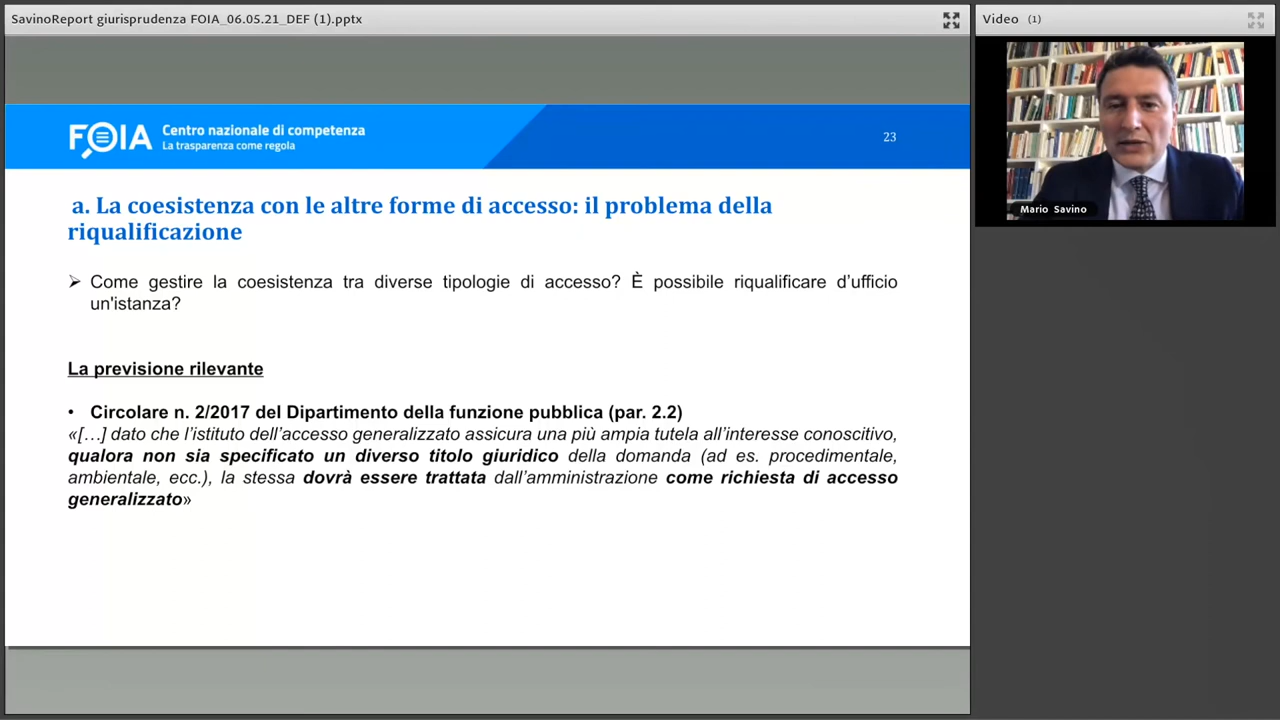 SavinoReport giurisprudenza FOIA_06.05.21_DEF (1).pptx
Video (1)
FOIA
Centro nazionale di competenza
La trasparenza come regola
23
Mario Savino
a. La coesistenza con le altre forme di accesso: il problema della
riqualificazione
➢ Come gestire la coesistenza tra diverse tipologie di accesso? È possibile riqualificare d’ufficio
un'istanza?
La previsione rilevante
• Circolare n. 2/2017 del Dipartimento della funzione pubblica (par. 2.2)
«[…] dato che l’istituto dell’accesso generalizzato assicura una più ampia tutela all’interesse conoscitivo,
qualora non sia specificato un diverso titolo giuridico della domanda (ad es. procedimentale,
ambientale, ecc.), la stessa dovrà essere trattata dall’amministrazione come richiesta di accesso
generalizzato»